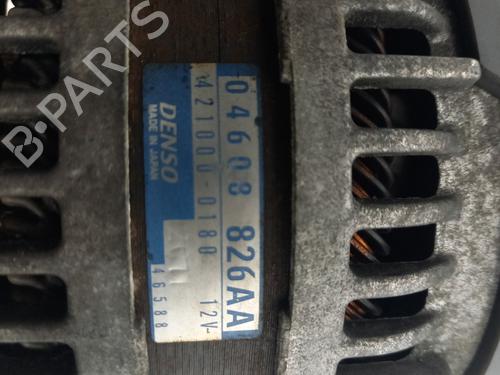 04608 826AA
421000-0180 12V-
DENSO
MADE IN JAPAN
46588
B-PARTS